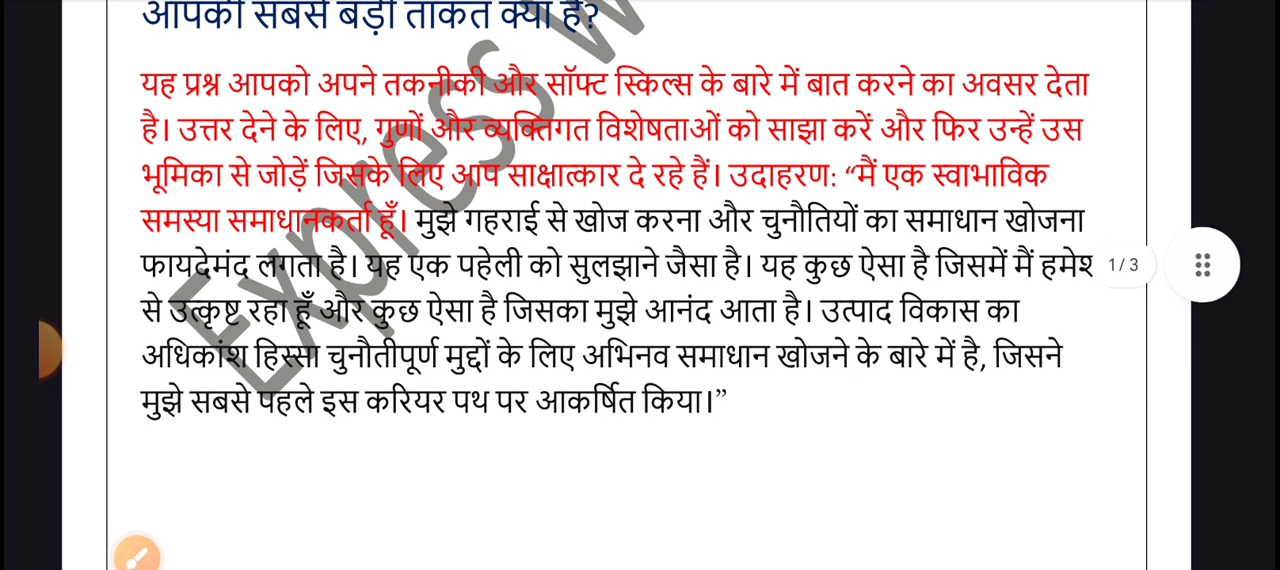 आपकी सबसे बड़ी ताकत क्या है?
यह प्रश्न आपको अपने तकनीकी और सॉफ्ट स्किल्स के बारे में बात करने का अवसर देता
है। उत्तर देने के लिए, गुणों और व्यक्तिगत विशेषताओं को साझा करें और फिर उन्हें उस
भूमिका से जोड़ें जिसके लिए आप साक्षात्कार दे रहे हैं। उदाहरण: “मैं एक स्वाभाविक
समस्या समाधानकर्ता हूँ। मुझे गहराई से खोज करना और चुनौतियों का समाधान खोजना
फायदेमंद लगता है। यह एक पहेली को सुलझाने जैसा है। यह कुछ ऐसा है जिसमें मैं
1/3
से उत्कृष्ट रहा हूँ और कुछ ऐसा है जिसका मुझे आनंद आता है। उत्पाद विकास का
अधिकांश हिस्सा चुनौतीपूर्ण मुद्दों के लिए अभिनव समाधान खोजने के बारे में है, जिसने
मुझे सबसे पहले इस करियर पथ पर आकर्षित किया।”
Express